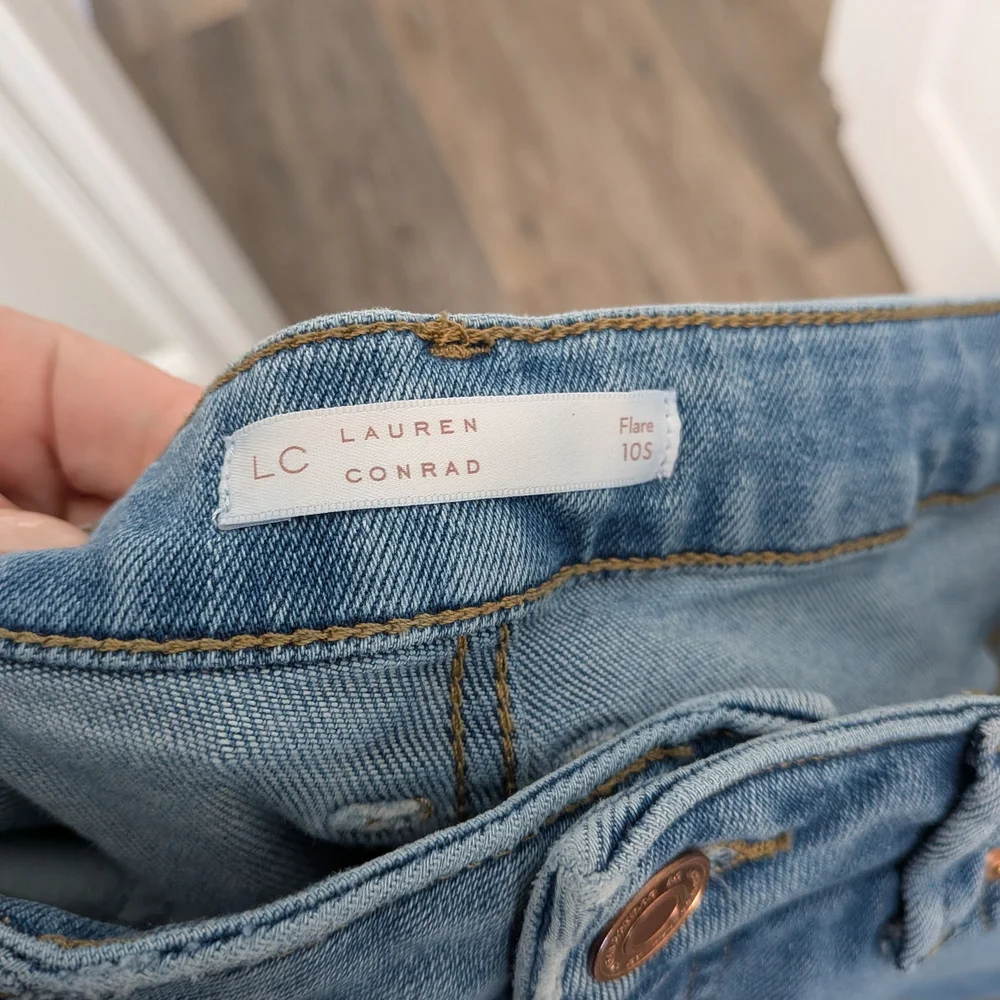 LC
LAUREN
CONRAD
Flare
10S